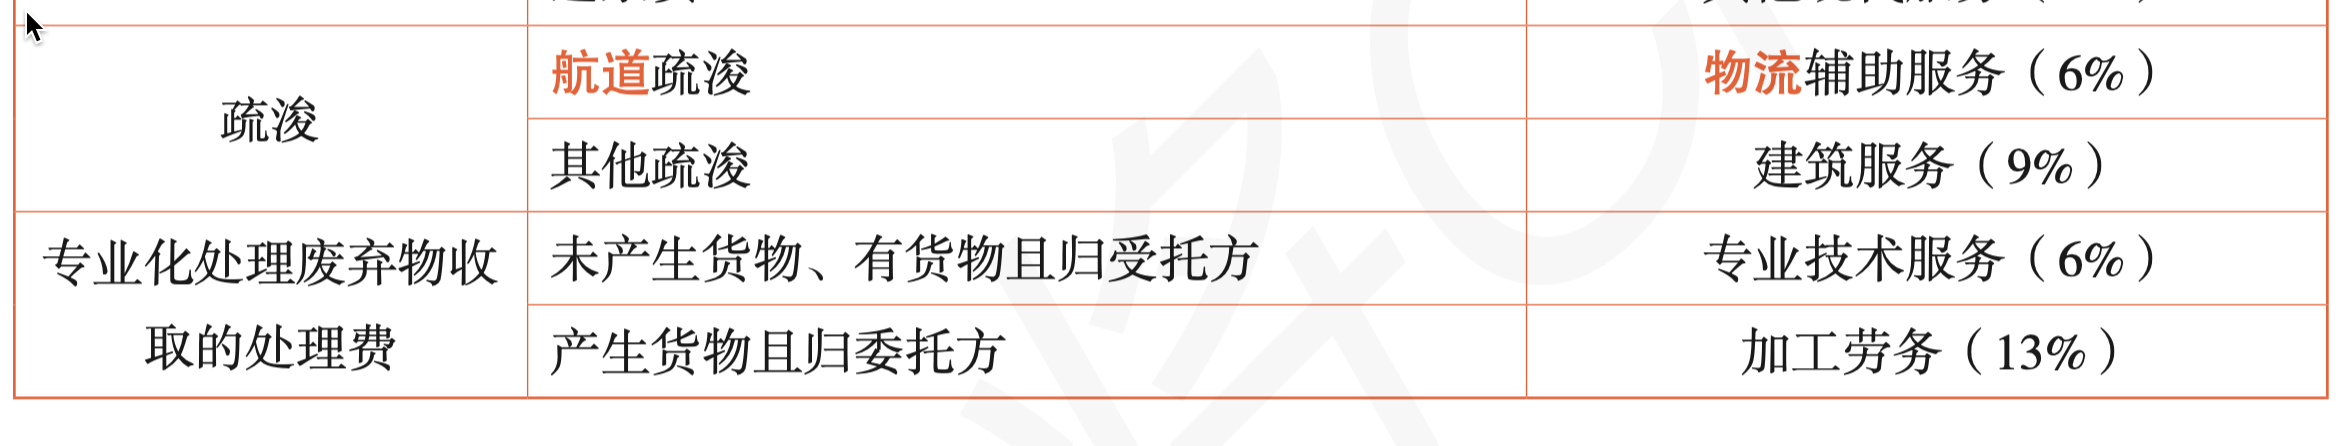 疏浚
航道疏浚
物流辅助服务（6%）
其他疏浚
建筑服务（9%）
专业化处理废弃物收
取的处理费
未产生货物、有货物且归受托方
专业技术服务（6%）
产生货物且归委托方
加工劳务（13%）